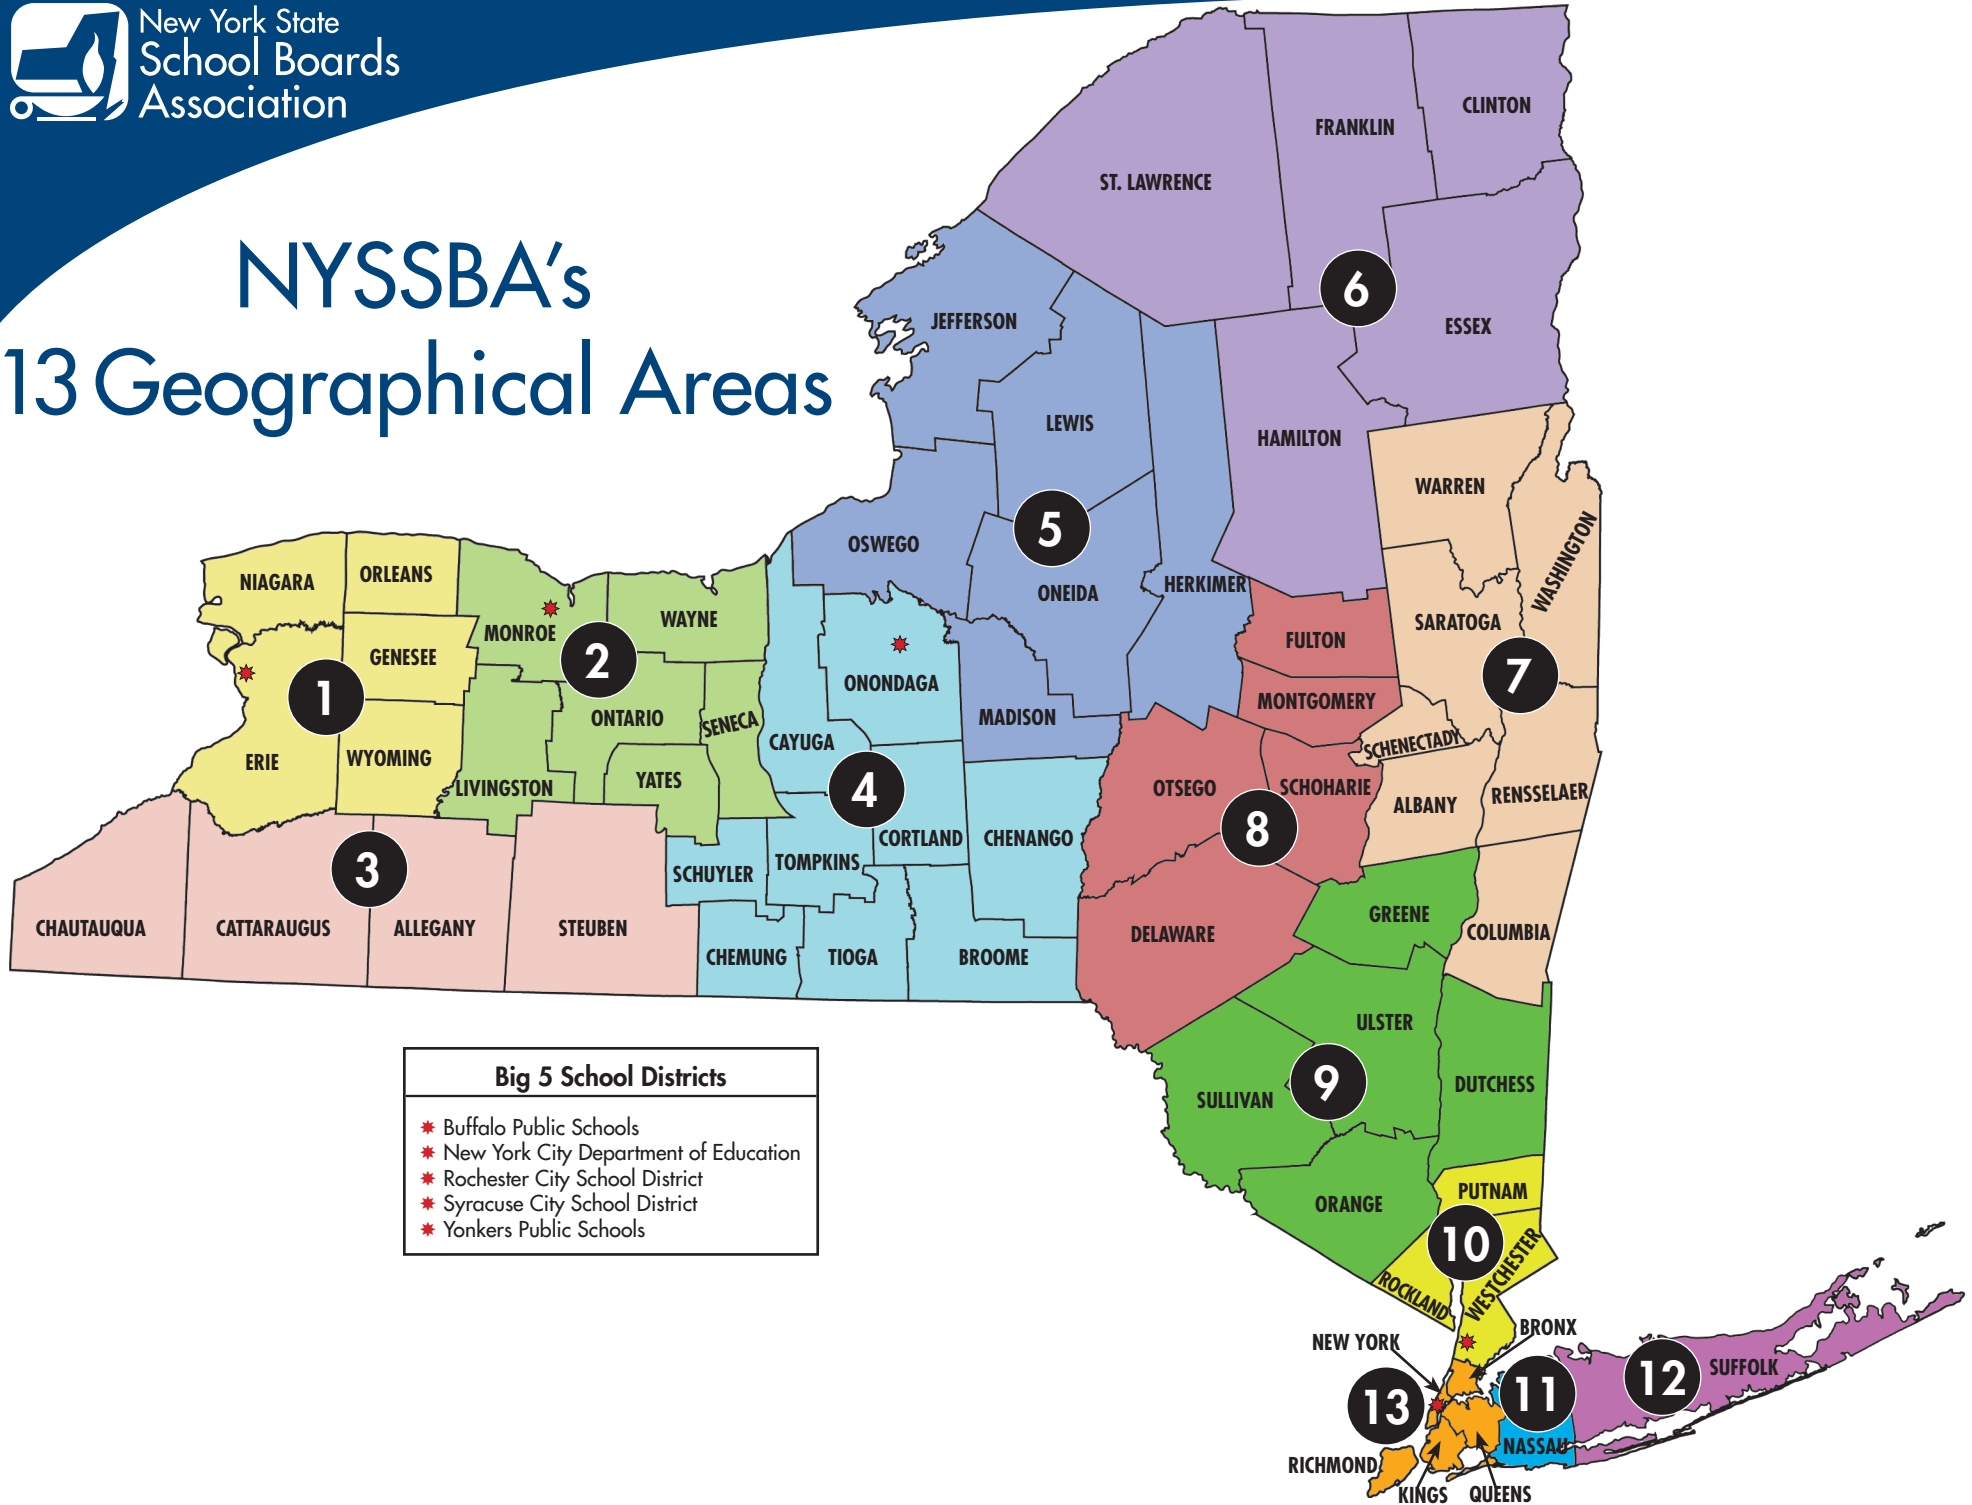 New York State
School Boards
Association
NYSSBA's
13 Geographical Areas
CLINTON
FRANKLIN
ST. LAWRENCE
6
JEFFERSON
ESSEX
LEWIS
HAMILTON
WARREN
5
OSWEGO
WASHINGTON
NIAGARA
ORLEANS
ONEIDA
HERKIMER
WAYNE
SARATOGA
MONROE
FULTON
GENESEE
2
ONONDAGA
7
1
MONTGOMERY
ONTARIO
SENECA
MADISON
CAYUGA
SCHENECTADY
ERIE
WYOMING
YATES
LIVINGSTON
4
OTSEGO
SCHOHARIE
RENSSELAER
ALBANY
8
CORTLAND
CHENANGO
3
SCHUYLER
TOMPKINS
GREENE
CHAUTAUQUA
CATTARAUGUS
ALLEGANY
STEUBEN
DELAWARE
COLUMBIA
CHEMUNG
TIOGA
BROOME
ULSTER
9
SULLIVAN
DUTCHESS
Big 5 School Districts
Buffalo Public Schools
New York City Department of Education
Rochester City School District
Syracuse City School District
Yonkers Public Schools
ORANGE
PUTNAM
10
WESTCHESTER
ROCKLAND
NEW YORK
BRONX
SUFFOLK
12
11
13
NASSAU
RICHMOND
KINGS
QUEENS